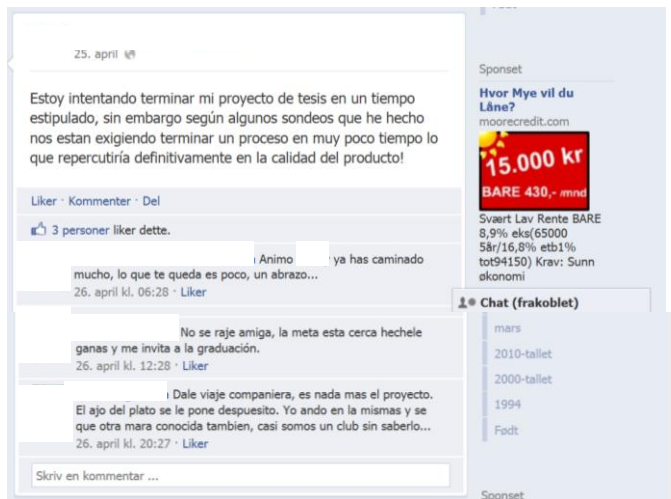 25. april
Estoy intentando terminar mi proyecto de tesis en un tiempo
estipulado, sin embargo según algunos sondeos que he hecho
nos estan exigiendo terminar un proceso en muy poco tiempo lo
que repercutiría definitivamente en la calidad del producto!
Liker · Kommenter · Del
3 personer liker dette.
Animo ya has caminado
mucho, lo que te queda es poco, un abrazo...
26. april kl. 06:28 · Liker
No se raje amiga, la meta esta cerca hechele
ganas y me invita a la graduación.
26. april kl. 12:28 · Liker
Dale viaje companiera, es nada mas el proyecto.
El ajo del plato se le pone despuesito. Yo ando en la mismas y se
que otra mara conocida tambien, casi somos un club sin saberlo...
26. april kl. 20:27 · Liker
Skriv en kommentar ...
Sponset
Hvor Mye vil du
Låne?
moorecredit.com
15.000 kr
BARE 430,- /mnd
Svært Lav Rente BARE
8,9% eks(65000
5år/16,8% etb1%
tot94150) Krav: Sunn
økonomi
Chat (frakoblet)
mars
2010-tallet
2000-tallet
1994
Født
Sponset